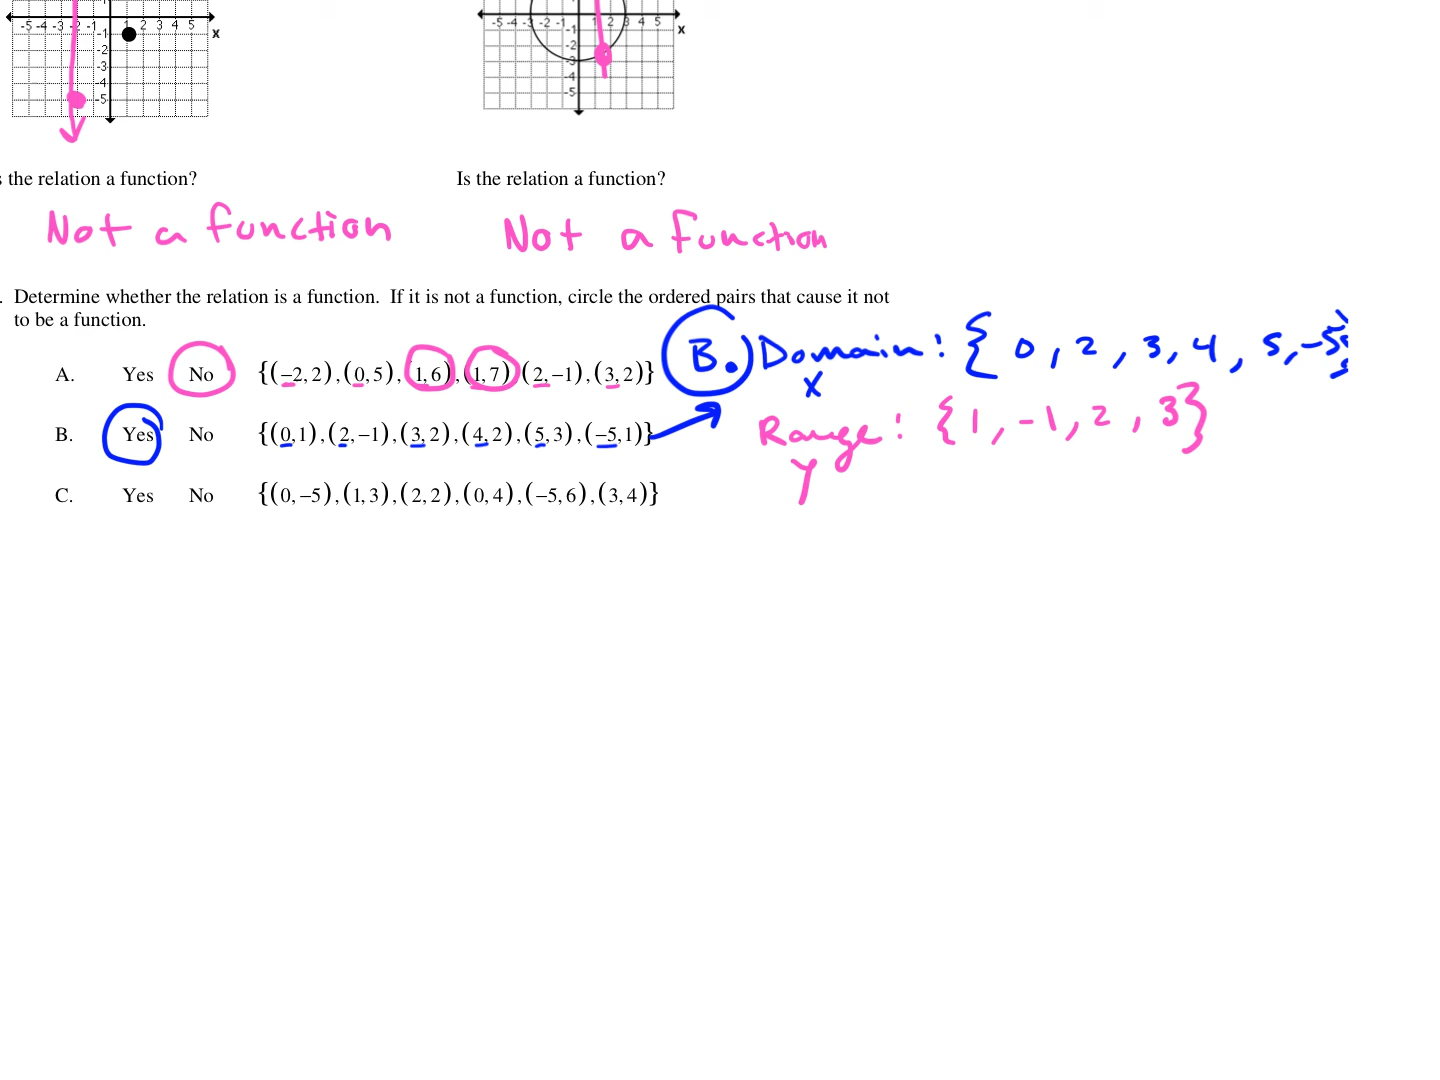 -5 -4 -3 -2 -1 1 2 3 4 5 x
-1
-2
-3
-4
-5
-5 -4 -3 -2 -1 1 2 3 4 5 x
-1
-2
-3
-4
-5
the relation a function?
Is the relation a function?
Not a function
Not a function
. Determine whether the relation is a function. If it is not a function, circle the ordered pairs that cause it not
to be a function.
A. Yes No {(−2,2),(0,5),(1,6),(1,7),(2,−1),(3,2)}
B.) Domain: { 0, 2, 3, 4, 5, -5}
x
B. Yes No {(0,1),(2,−1),(3,2),(4,2),(5,3),(−5,1)}
Range: {1, -1, 2, 3}
y
C. Yes No {(0,−5),(1,3),(2,2),(0,4),(−5,6),(3,4)}